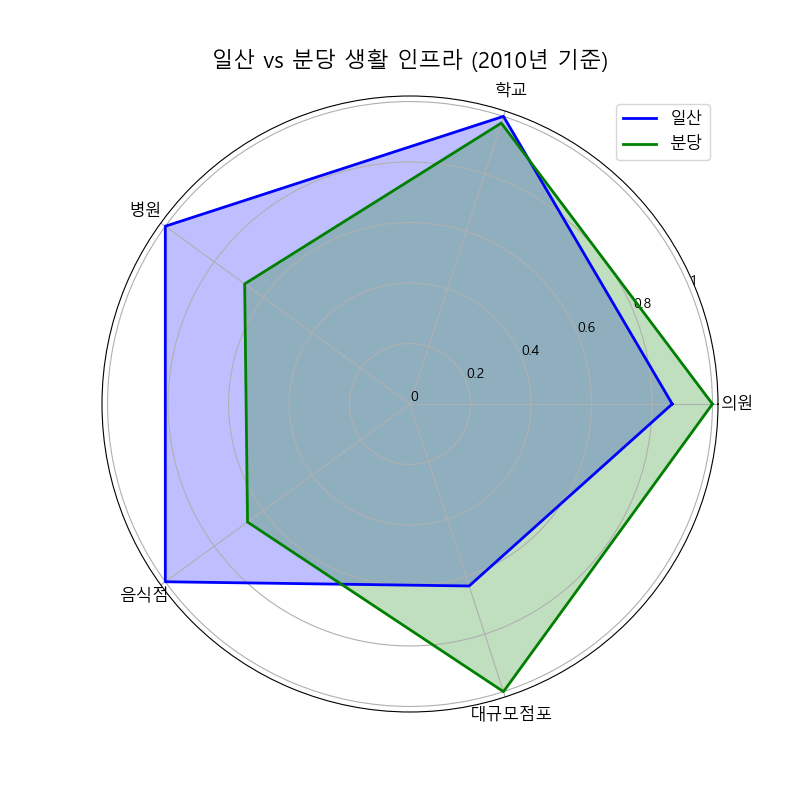 일산 vs 분당 생활 인프라 (2010년 기준)
학교
일산
분당
병원
1
0.8
0.6
0.4
0.2
0
의원
음식점
대규모점포